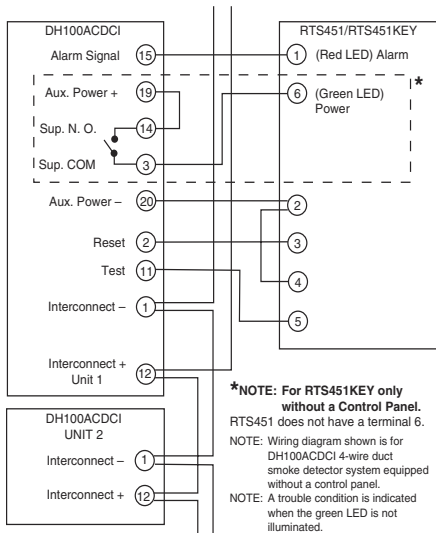 DH100ACDCI
RTS451/RTS451KEY
Alarm Signal 15
1 (Red LED) Alarm
*
Aux. Power + 19
6 (Green LED)
Power
Sup. N. O. 14
Sup. COM 3
Aux. Power – 20
2
Reset 2
3
Test 11
4
Interconnect – 1
5
Interconnect + 12
Unit 1
*NOTE: For RTS451KEY only
without a Control Panel.
RTS451 does not have a terminal 6.
NOTE: Wiring diagram shown is for
DH100ACDCI 4-wire duct
smoke detector system equipped
without a control panel.
NOTE: A trouble condition is indicated
when the green LED is not
illuminated.
DH100ACDCI
UNIT 2
Interconnect – 1
Interconnect + 12